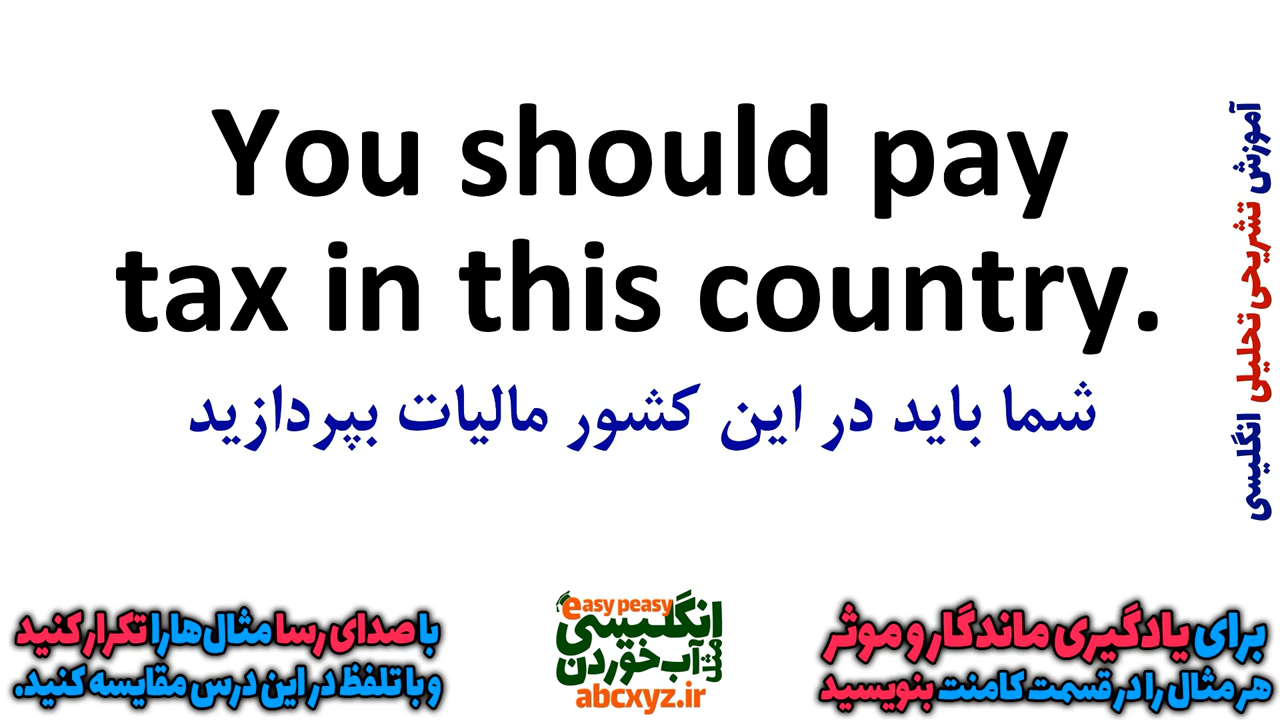 You should pay
tax in this country.
شما باید در این کشور مالیات بپردازید
آموزش تشریحی تحلیلی انگلیسی
با صدای رسا مثال‌ها را تکرار کنید
و با تلفظ در این درس مقایسه کنید.
easy peasy
انگلیسی
مثل آب خوردن
abcxyz.ir
برای یادگیری ماندگار و موثر
هر مثال را در قسمت کامنت بنویسید